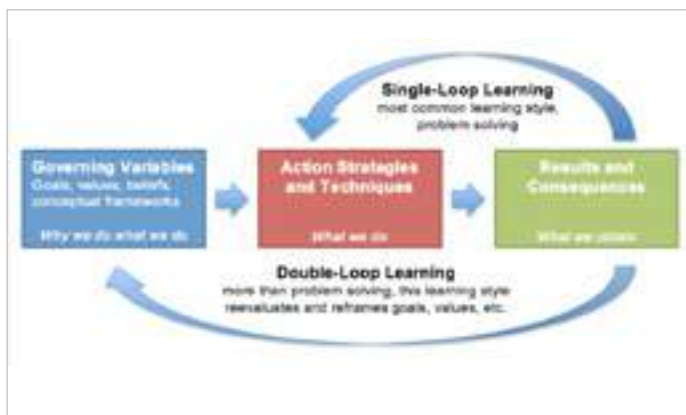 Single-Loop Learning
most common learning style,
problem solving
Governing Variables
Goals, values, beliefs,
conceptual frameworks
Why we do what we do
Action Strategies
and Techniques
What we do
Results and
Consequences
What we obtain
Double-Loop Learning
more than problem solving, this learning style
reevaluates and reframes goals, values, etc.